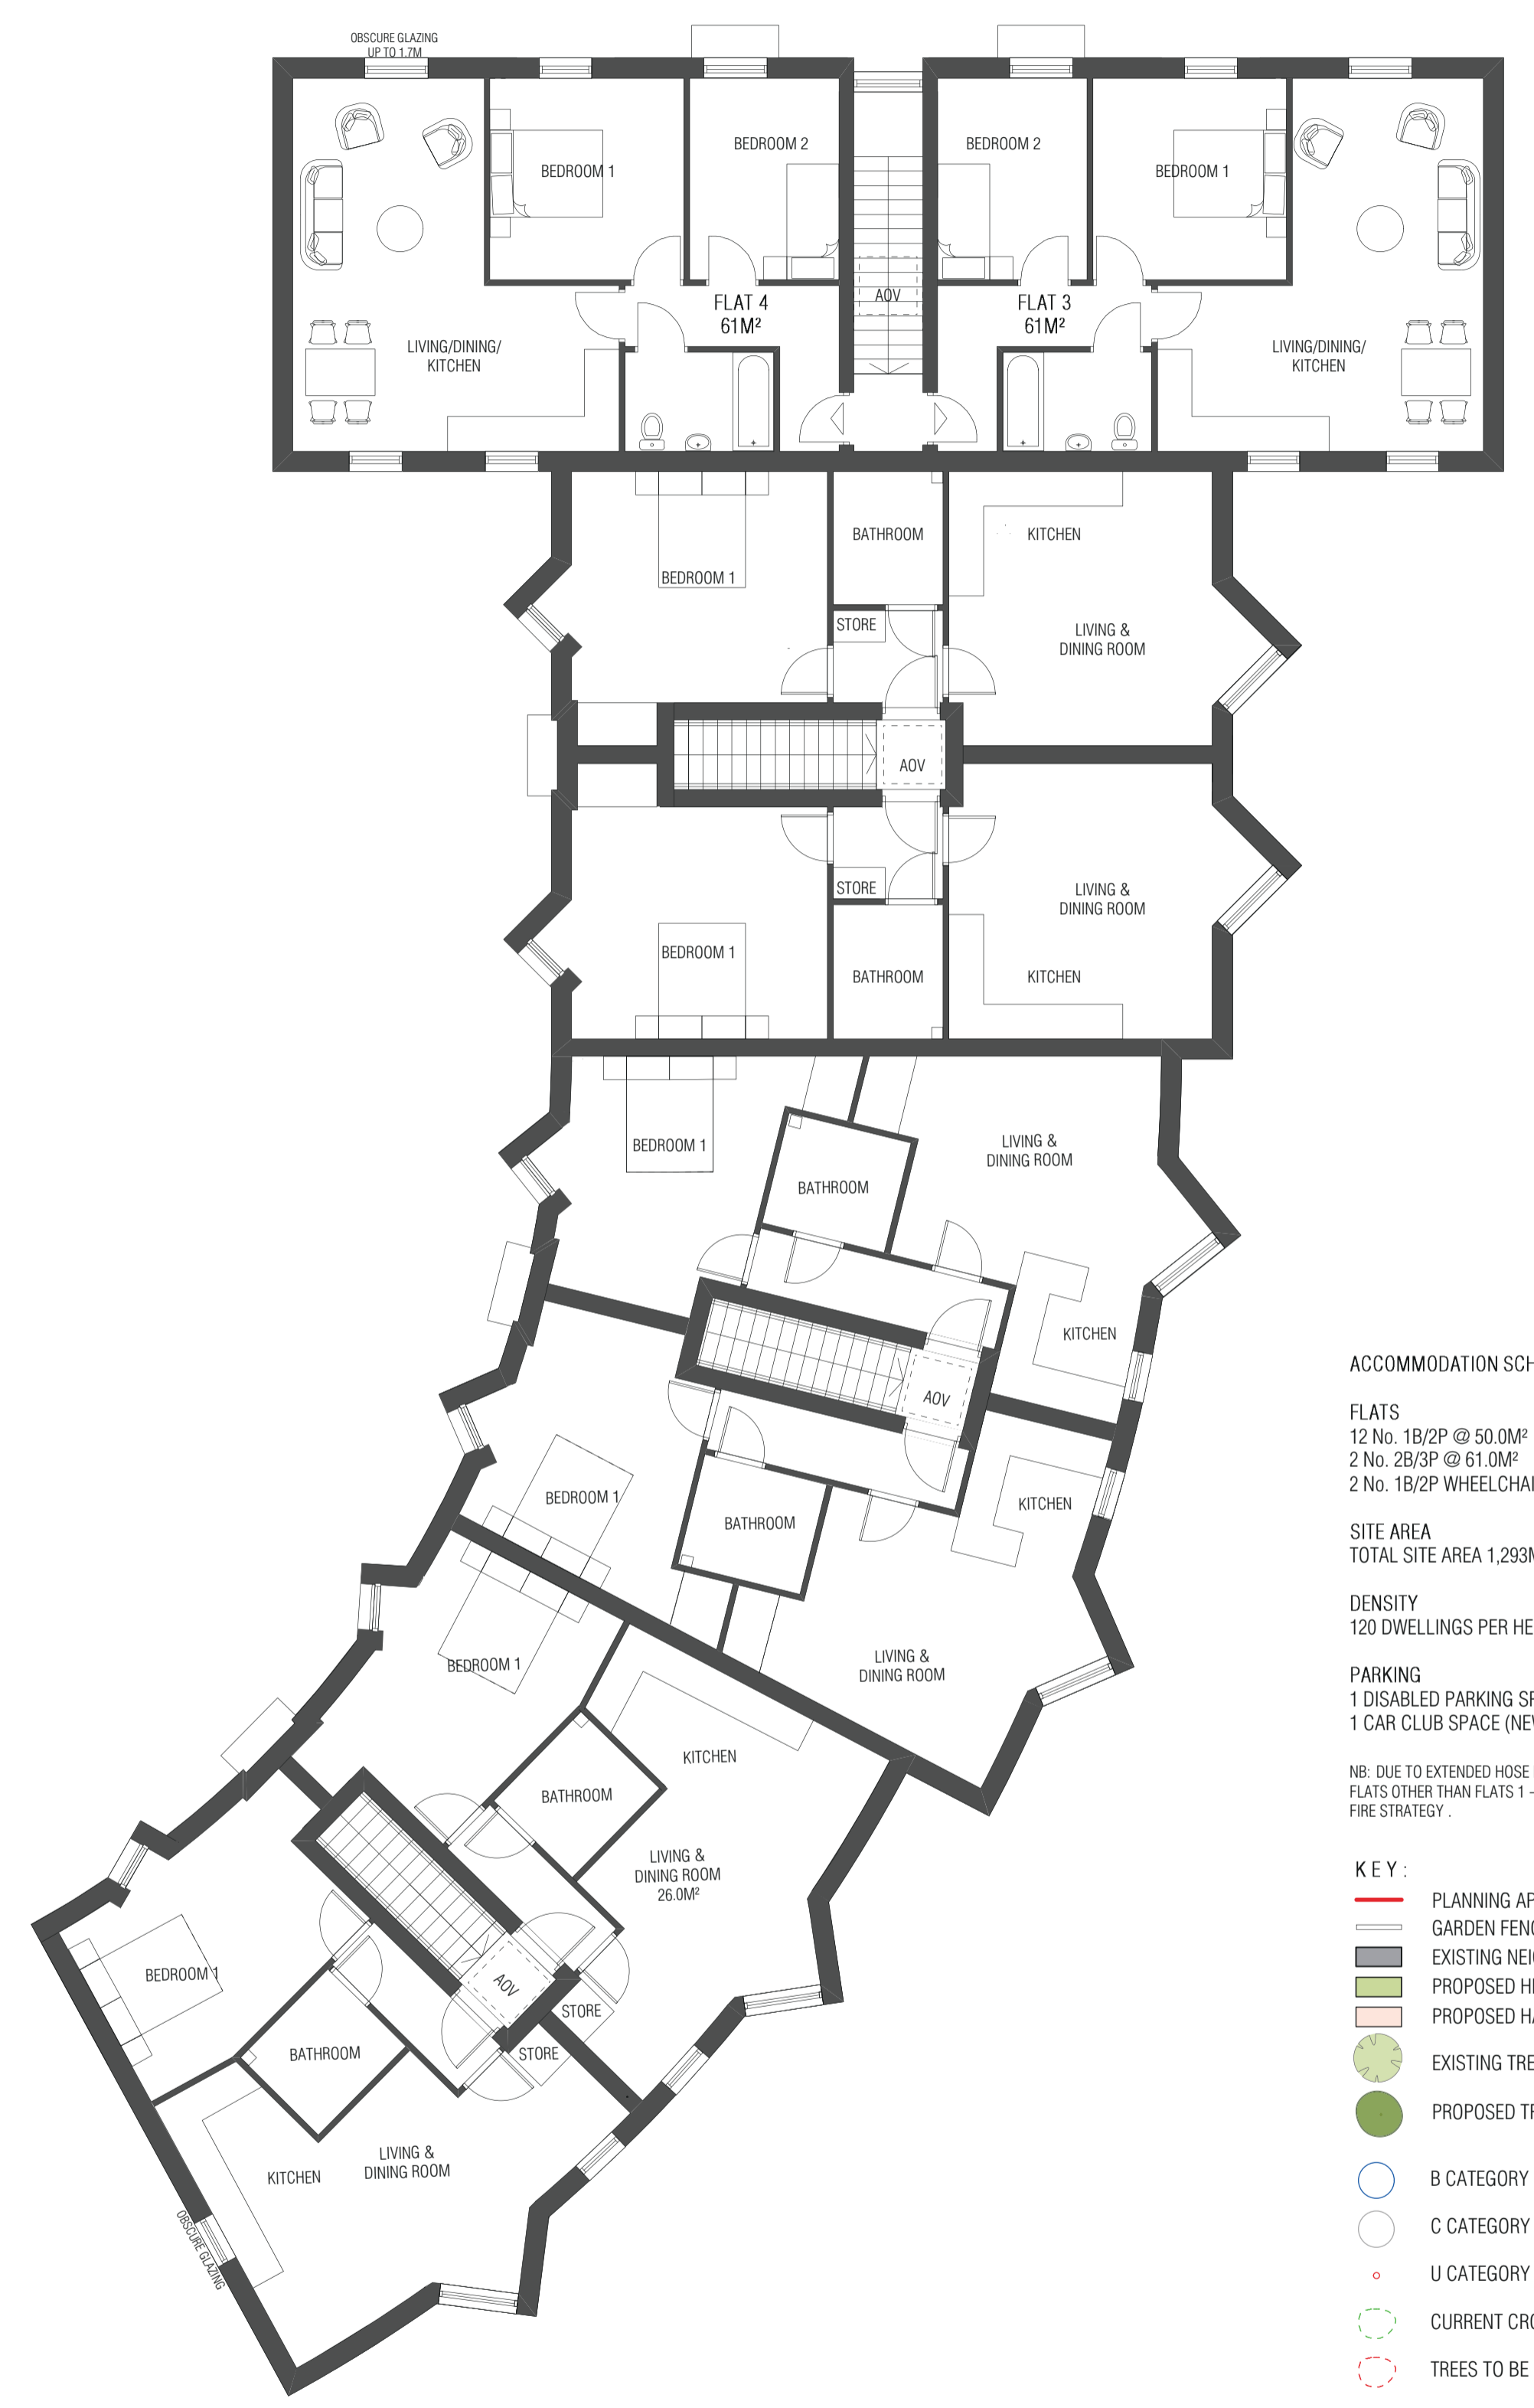 OBSCURE GLAZING
UP TO 1.7M
BEDROOM 1
BEDROOM 2
BEDROOM 2
BEDROOM 1
FLAT 4
61M²
AOV
FLAT 3
61M²
LIVING/DINING/
KITCHEN
LIVING/DINING/
KITCHEN
BEDROOM 1
BATHROOM
KITCHEN
STORE
LIVING &
DINING ROOM
AOV
STORE
LIVING &
DINING ROOM
BEDROOM 1
BATHROOM
KITCHEN
BEDROOM 1
BATHROOM
LIVING &
DINING ROOM
KITCHEN
AOV
BEDROOM 1
BATHROOM
KITCHEN
LIVING &
DINING ROOM
BEDROOM 1
KITCHEN
BATHROOM
LIVING &
DINING ROOM
26.0M²
BEDROOM 1
AOV
STORE
STORE
BATHROOM
KITCHEN
LIVING &
DINING ROOM
OBSCURE GLAZING
ACCOMMODATION SCH
FLATS
12 No. 1B/2P @ 50.0M²
2 No. 2B/3P @ 61.0M²
2 No. 1B/2P WHEELCHAI
SITE AREA
TOTAL SITE AREA 1,293M
DENSITY
120 DWELLINGS PER HE
PARKING
1 DISABLED PARKING SP
1 CAR CLUB SPACE (NEW
NB: DUE TO EXTENDED HOSE
FLATS OTHER THAN FLATS 1 -
FIRE STRATEGY .
KEY:
PLANNING AP
GARDEN FENC
EXISTING NEI
PROPOSED H
PROPOSED HA
EXISTING TRE
PROPOSED TR
B CATEGORY
C CATEGORY
U CATEGORY
CURRENT CRO
TREES TO BE